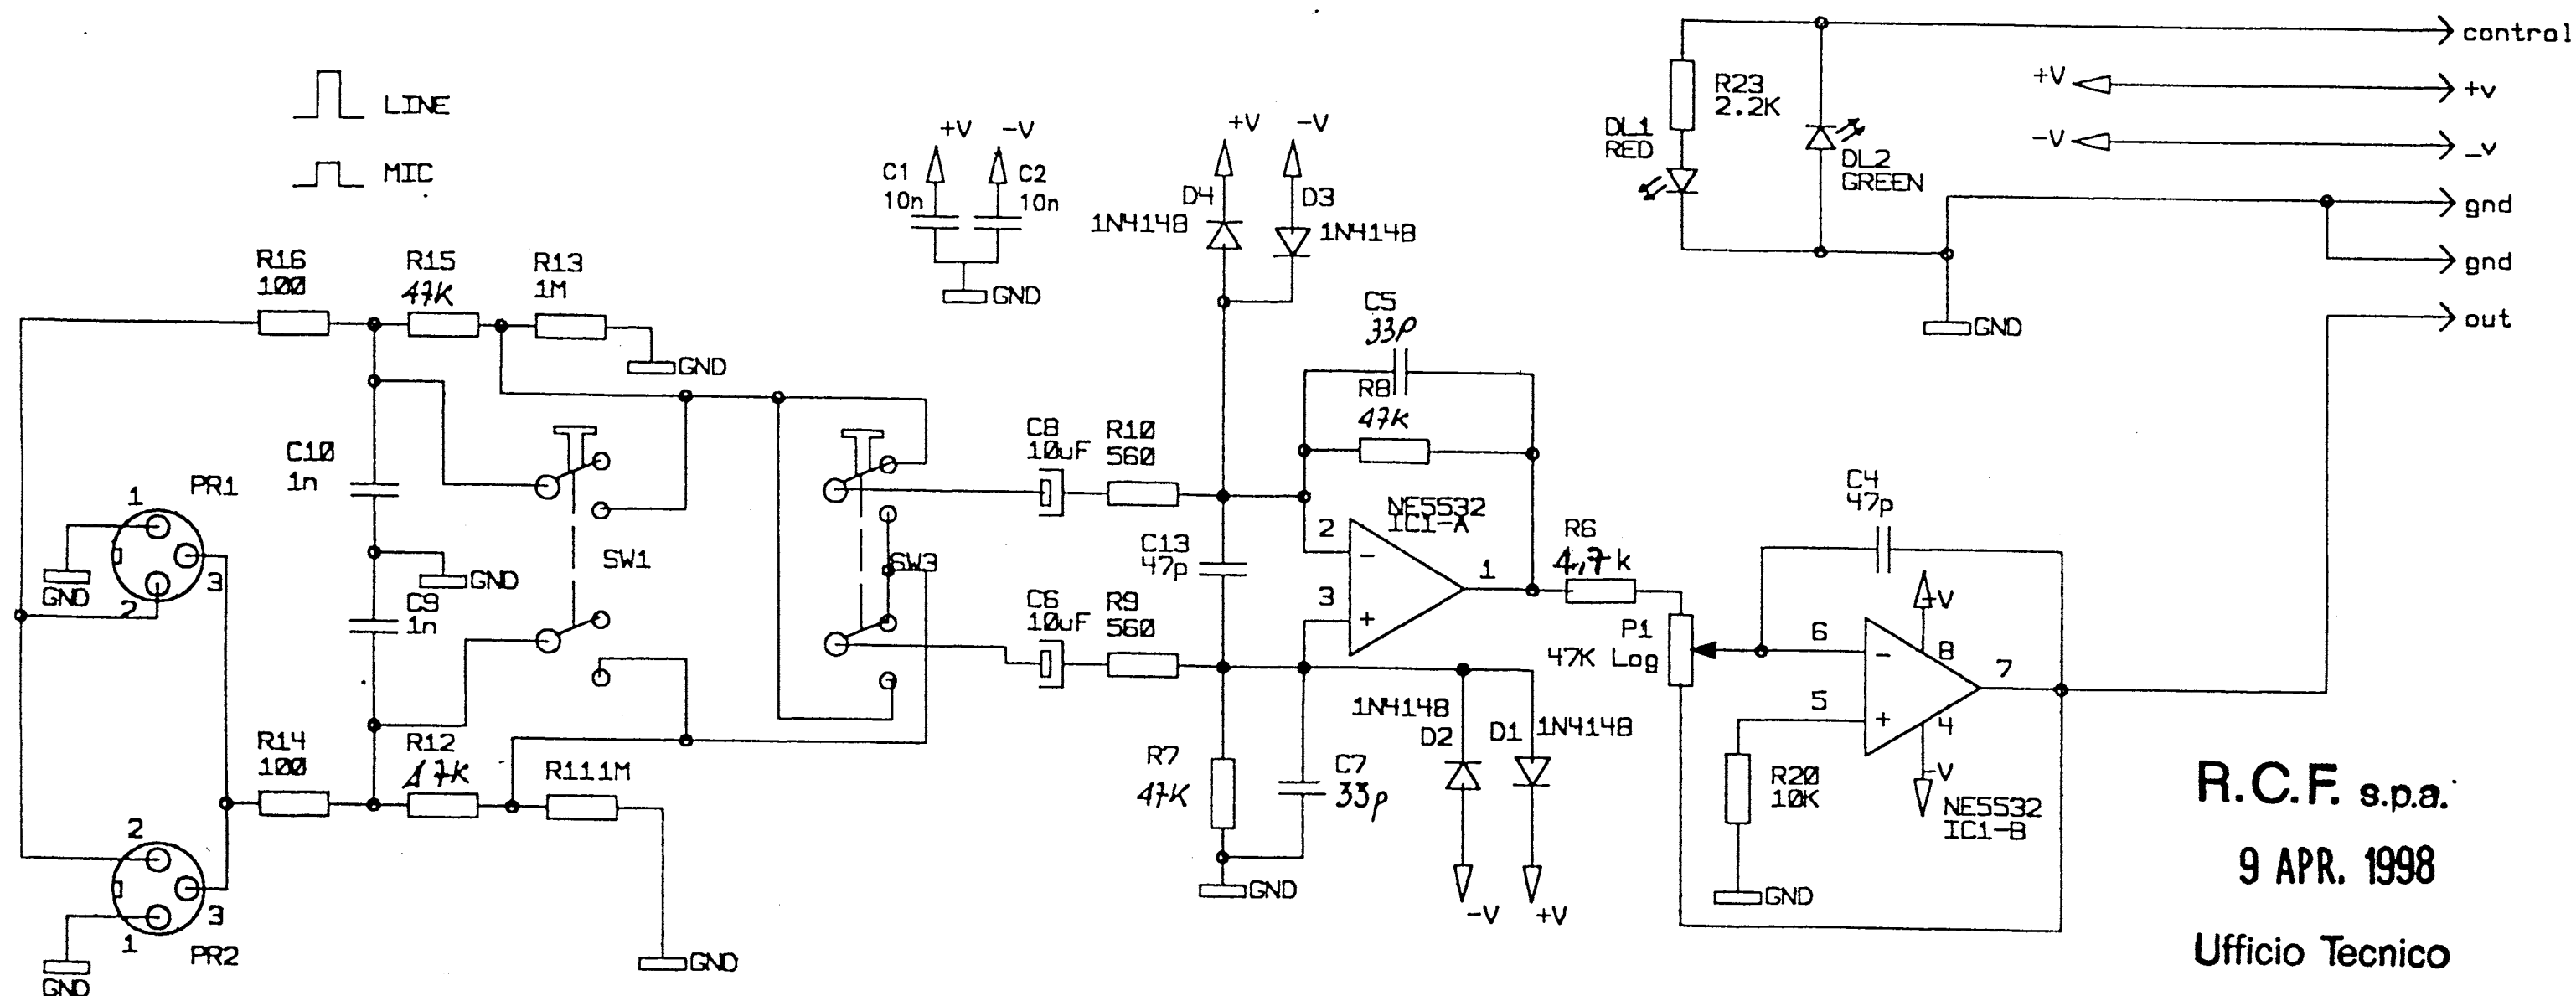 LINE
MIC
+V
-V
C1
10n
C2
10n
GND
+V
-V
D4
1N4148
D3
1N4148
DL1
RED
R23
2.2K
DL2
GREEN
+V
-V
control
+v
_v
gnd
gnd
out
GND
R16
100
R15
47K
R13
1M
GND
C10
1n
GND
C9
1n
SW1
SW3
PR1
1
2
3
GND
PR2
2
3
1
GND
R14
100
R12
47K
R11 1M
GND
C8
10uF
R10
560
C13
47p
C6
10uF
R9
560
C5
33p
R8
47K
NE5532
IC1-A
2
3
1
R6
4,7k
P1
47K Log
C4
47p
6
5
7
8
4
+V
-V
NE5532
IC1-B
R20
10K
GND
R7
47K
C7
33p
GND
1N4148
D2
D1
1N4148
-V
+V
R.C.F. s.p.a.
9 APR. 1998
Ufficio Tecnico